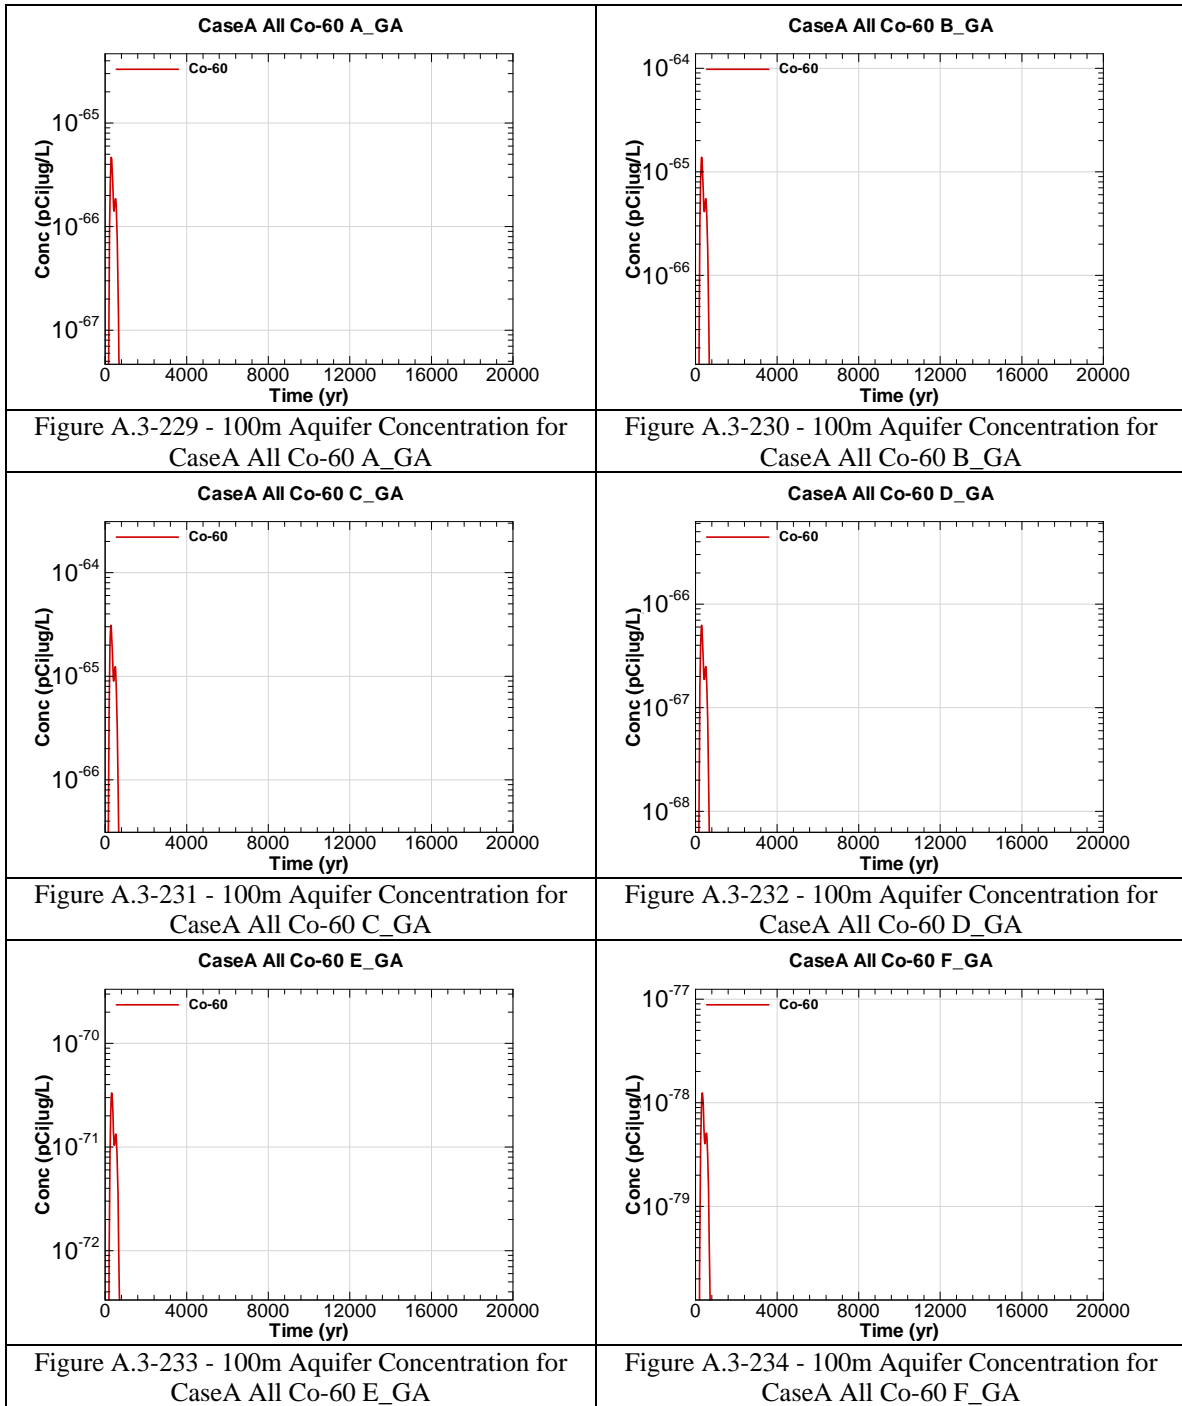 CaseA All Co-60 A_GA
Co-60
10^-65
10^-66
10^-67
Conc (pCi|ug/L)
0 4000 8000 12000 16000 20000
Time (yr)
Figure A.3-229 - 100m Aquifer Concentration for
CaseA All Co-60 A_GA
CaseA All Co-60 B_GA
Co-60
10^-64
10^-65
10^-66
Conc (pCi|ug/L)
0 4000 8000 12000 16000 20000
Time (yr)
Figure A.3-230 - 100m Aquifer Concentration for
CaseA All Co-60 B_GA
CaseA All Co-60 C_GA
Co-60
10^-64
10^-65
10^-66
Conc (pCi|ug/L)
0 4000 8000 12000 16000 20000
Time (yr)
Figure A.3-231 - 100m Aquifer Concentration for
CaseA All Co-60 C_GA
CaseA All Co-60 D_GA
Co-60
10^-66
10^-67
10^-68
Conc (pCi|ug/L)
0 4000 8000 12000 16000 20000
Time (yr)
Figure A.3-232 - 100m Aquifer Concentration for
CaseA All Co-60 D_GA
CaseA All Co-60 E_GA
Co-60
10^-70
10^-71
10^-72
Conc (pCi|ug/L)
0 4000 8000 12000 16000 20000
Time (yr)
Figure A.3-233 - 100m Aquifer Concentration for
CaseA All Co-60 E_GA
CaseA All Co-60 F_GA
Co-60
10^-77
10^-78
10^-79
Conc (pCi|ug/L)
0 4000 8000 12000 16000 20000
Time (yr)
Figure A.3-234 - 100m Aquifer Concentration for
CaseA All Co-60 F_GA